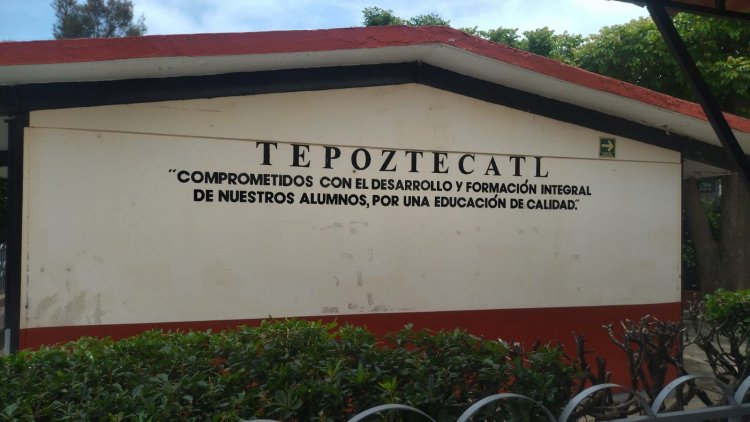 TEPOZTECATL
"COMPROMETIDOS CON EL DESARROLLO Y FORMACIÓN INTEGRAL
DE NUESTROS ALUMNOS, POR UNA EDUCACIÓN DE CALIDAD."